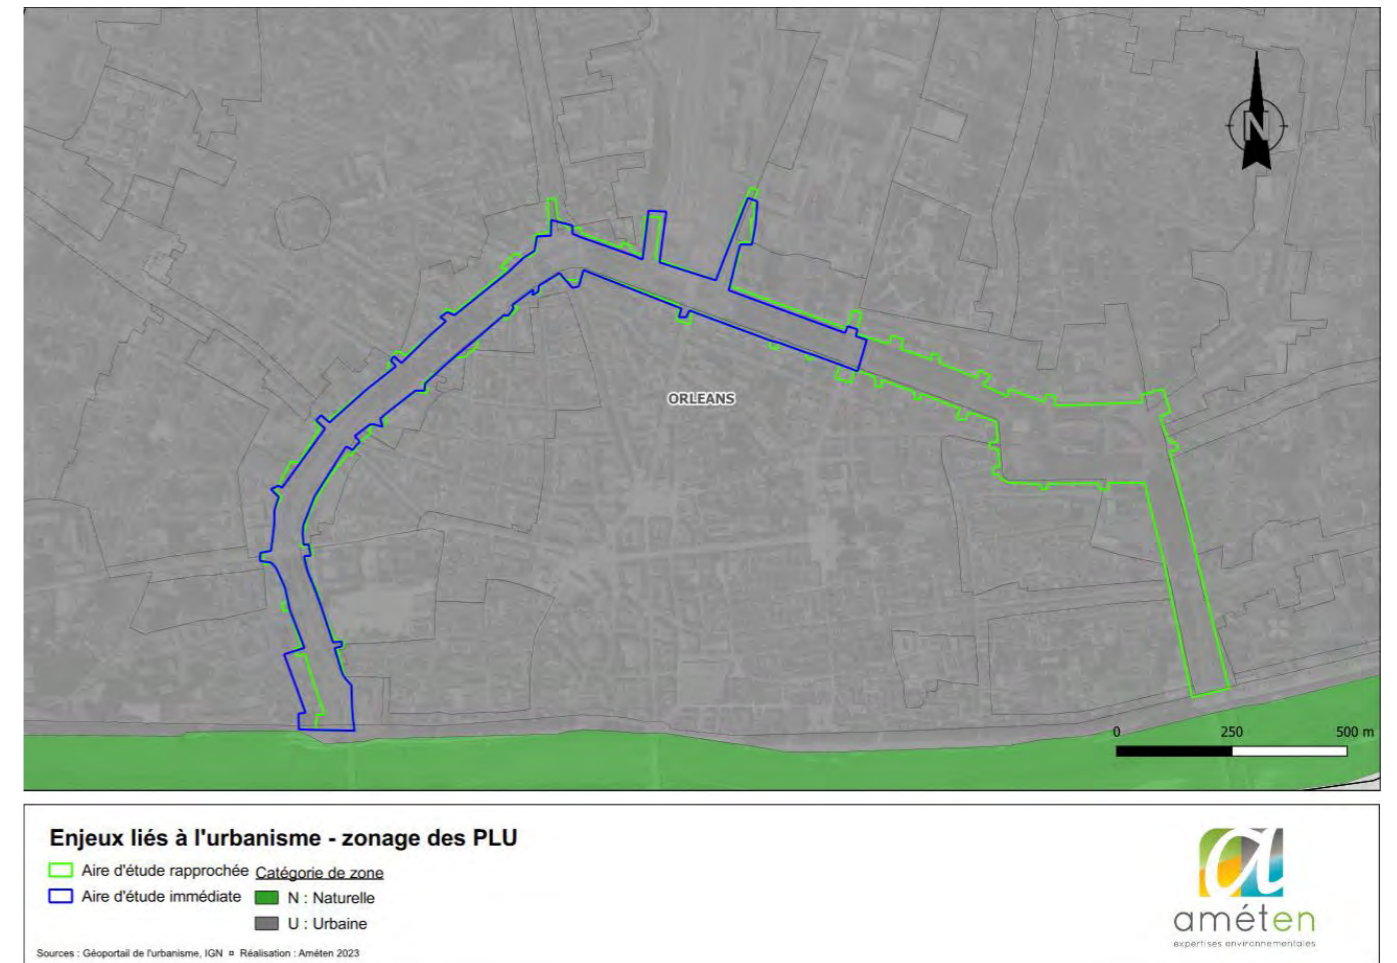 N
ORLEANS
0 250 500 m
Enjeux liés à l'urbanisme - zonage des PLU
Aire d'étude rapprochée
Aire d'étude immédiate
Catégorie de zone
N : Naturelle
U : Urbaine
Sources : Géoportail de l'urbanisme, IGN ¤ Réalisation : Améten 2023
a
améten
expertises environnementales